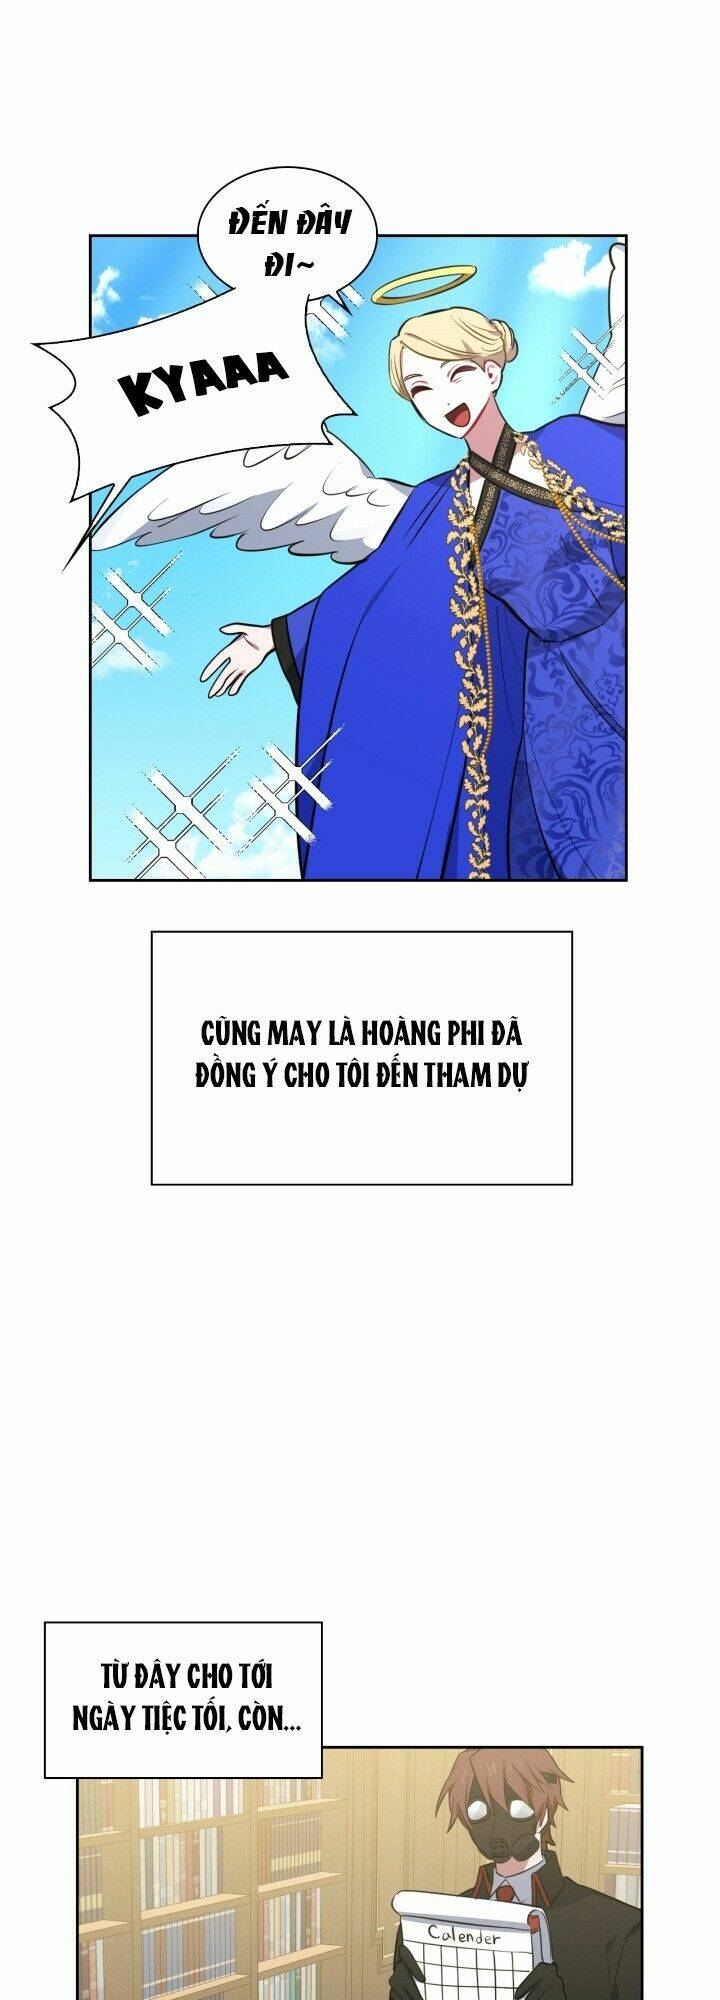 ĐẾN ĐÂY
ĐI~
KYAAA
CŨNG MAY LÀ HOÀNG PHI ĐÃ
ĐỒNG Ý CHO TÔI ĐẾN THAM DỰ
TỪ ĐÂY CHO TỚI
NGÀY TIỆC TỐI, CÒN...
Calender